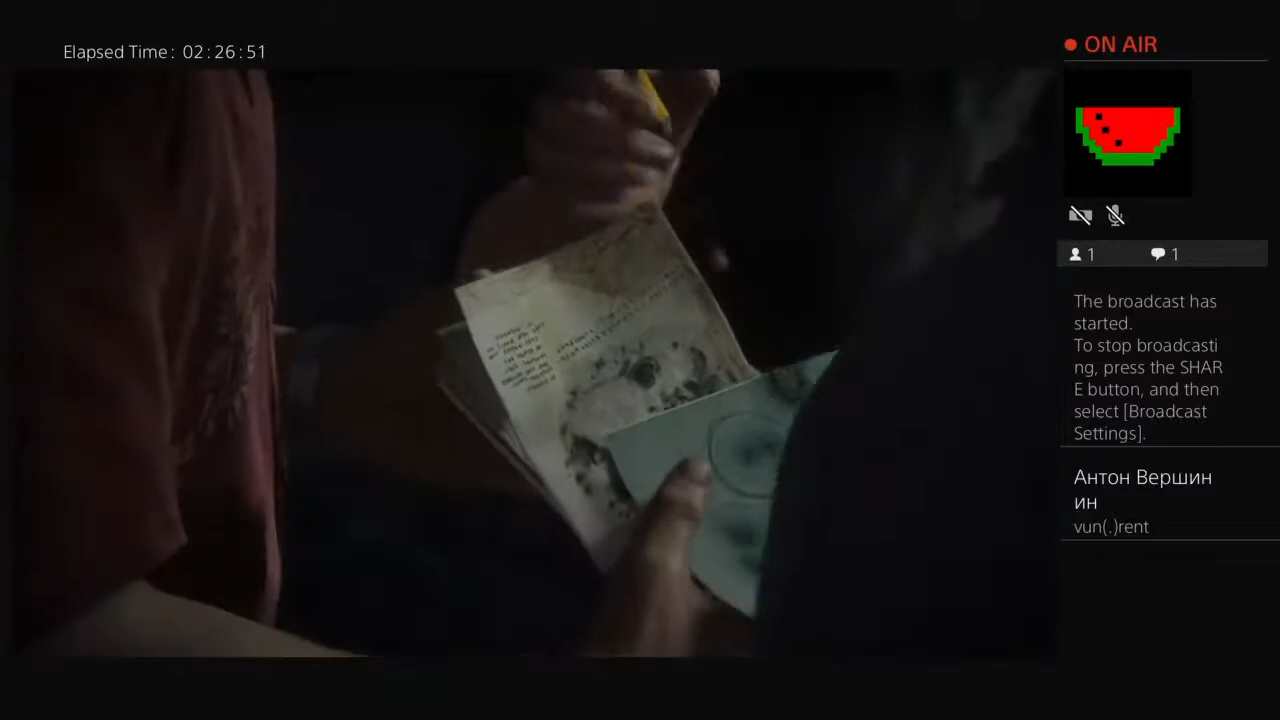 Elapsed Time: 02:26:51
ON AIR
1 1
The broadcast has
started.
To stop broadcasti
ng, press the SHAR
E button, and then
select [Broadcast
Settings].
Антон Вершин
ин
vun(.)rent